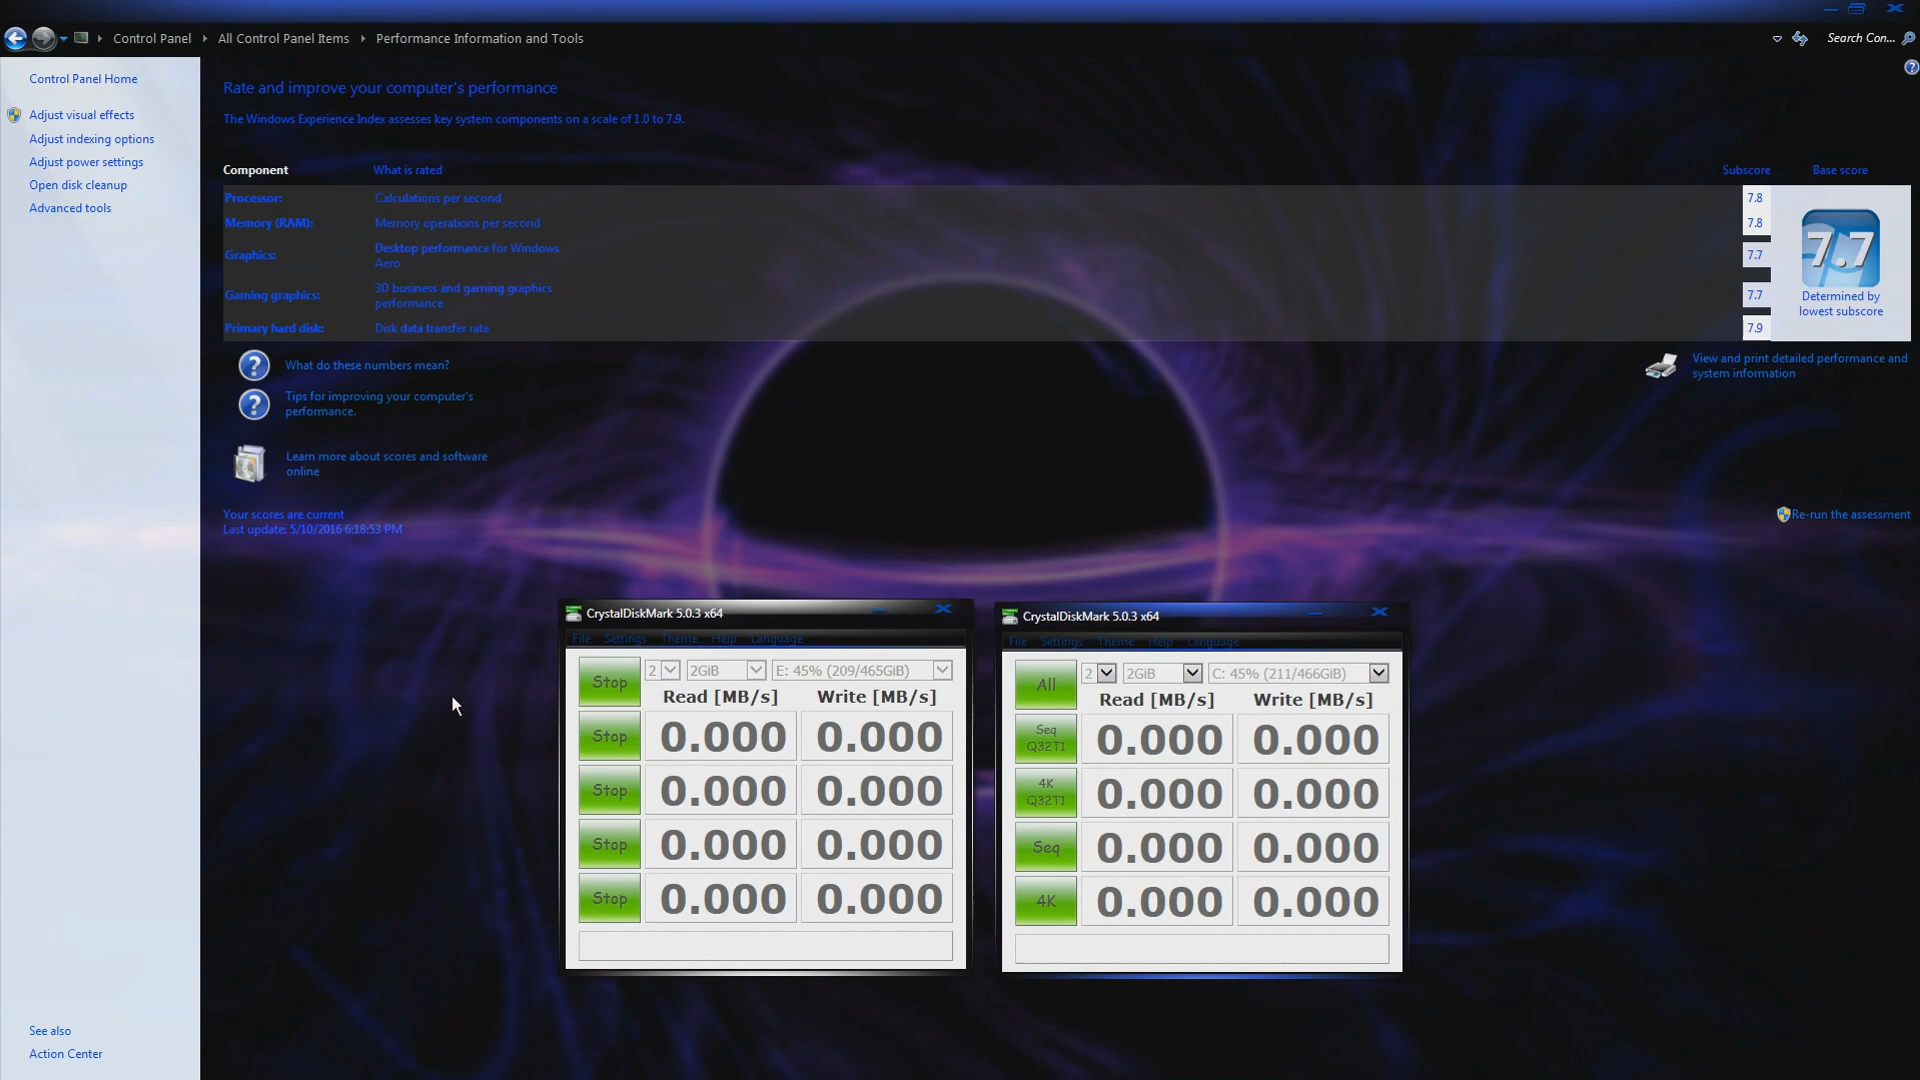 Control Panel
All Control Panel Items
Performance Information and Tools
Search Con...
Control Panel Home
Adjust visual effects
Adjust indexing options
Adjust power settings
Open disk cleanup
Advanced tools
See also
Action Center
Rate and improve your computer's performance
The Windows Experience Index assesses key system components on a scale of 1.0 to 7.9.
Component What is rated Subscore Base score
Processor: Calculations per second 7.8
Memory (RAM): Memory operations per second 7.8
Graphics: Desktop performance for Windows
Aero
7.7
Gaming graphics: 3D business and gaming graphics
performance
7.7
Primary hard disk: Disk data transfer rate 7.9
7.7
Determined by
lowest subscore
What do these numbers mean?
Tips for improving your computer's
performance.
Learn more about scores and software
online
View and print detailed performance and
system information
Your scores are current
Last update: 5/10/2016 6:18:53 PM
Re-run the assessment
CrystalDiskMark 5.0.3 x64
File Settings Theme Help Language
Stop 2 2GiB E: 45% (209/465GiB)
Read [MB/s] Write [MB/s]
Stop 0.000 0.000
Stop 0.000 0.000
Stop 0.000 0.000
Stop 0.000 0.000
CrystalDiskMark 5.0.3 x64
File Settings Theme Help Language
All 2 2GiB C: 45% (211/466GiB)
Read [MB/s] Write [MB/s]
Seq
Q32T1
0.000 0.000
4K
Q32T1
0.000 0.000
Seq 0.000 0.000
4K 0.000 0.000